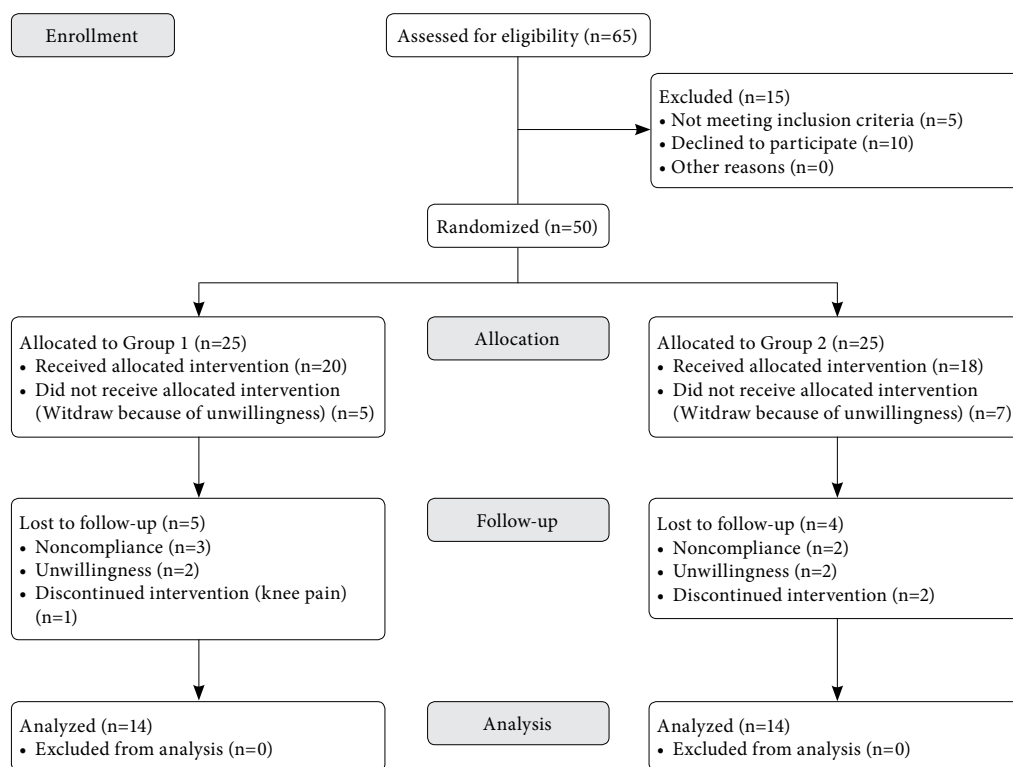 Enrollment
Assessed for eligibility (n=65)
Excluded (n=15)
• Not meeting inclusion criteria (n=5)
• Declined to participate (n=10)
• Other reasons (n=0)
Randomized (n=50)
Allocated to Group 1 (n=25)
• Received allocated intervention (n=20)
• Did not receive allocated intervention
(Witdraw because of unwillingness) (n=5)
Allocation
Allocated to Group 2 (n=25)
• Received allocated intervention (n=18)
• Did not receive allocated intervention
(Witdraw because of unwillingness) (n=7)
Lost to follow-up (n=5)
• Noncompliance (n=3)
• Unwillingness (n=2)
• Discontinued intervention (knee pain)
(n=1)
Follow-up
Lost to follow-up (n=4)
• Noncompliance (n=2)
• Unwillingness (n=2)
• Discontinued intervention (n=2)
Analyzed (n=14)
• Excluded from analysis (n=0)
Analysis
Analyzed (n=14)
• Excluded from analysis (n=0)